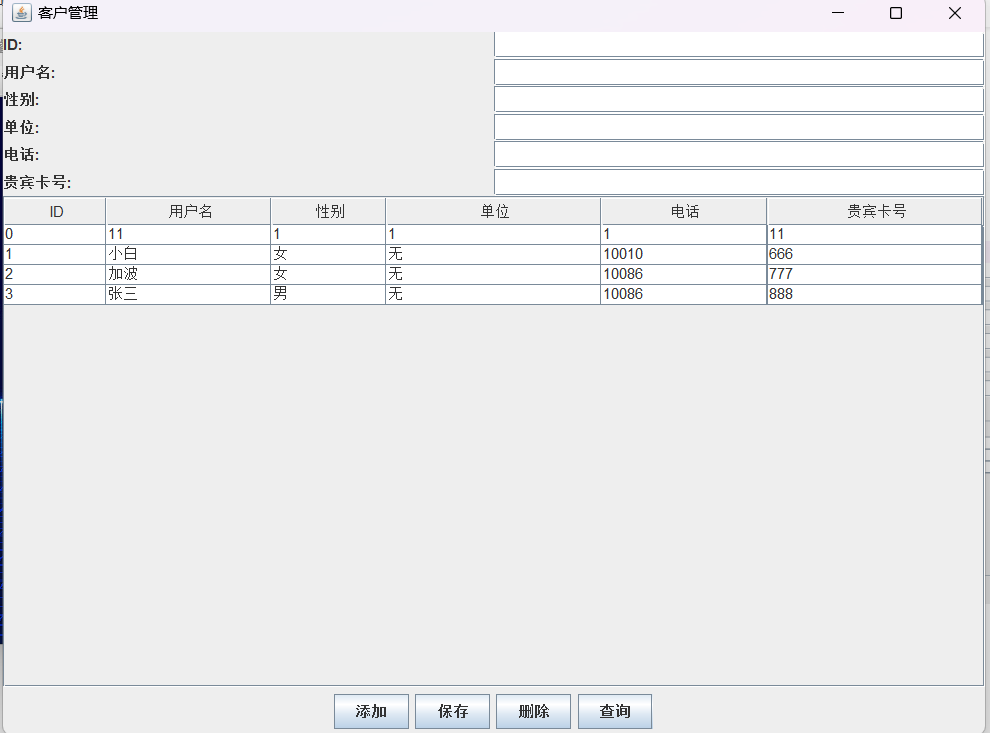 客户管理
ID:
用户名:
性别:
单位:
电话:
贵宾卡号:
ID 用户名 性别 单位 电话 贵宾卡号
0 11 1 1 1 11
1 小白 女 无 10010 666
2 加波 女 无 10086 777
3 张三 男 无 10086 888
添加 保存 删除 查询